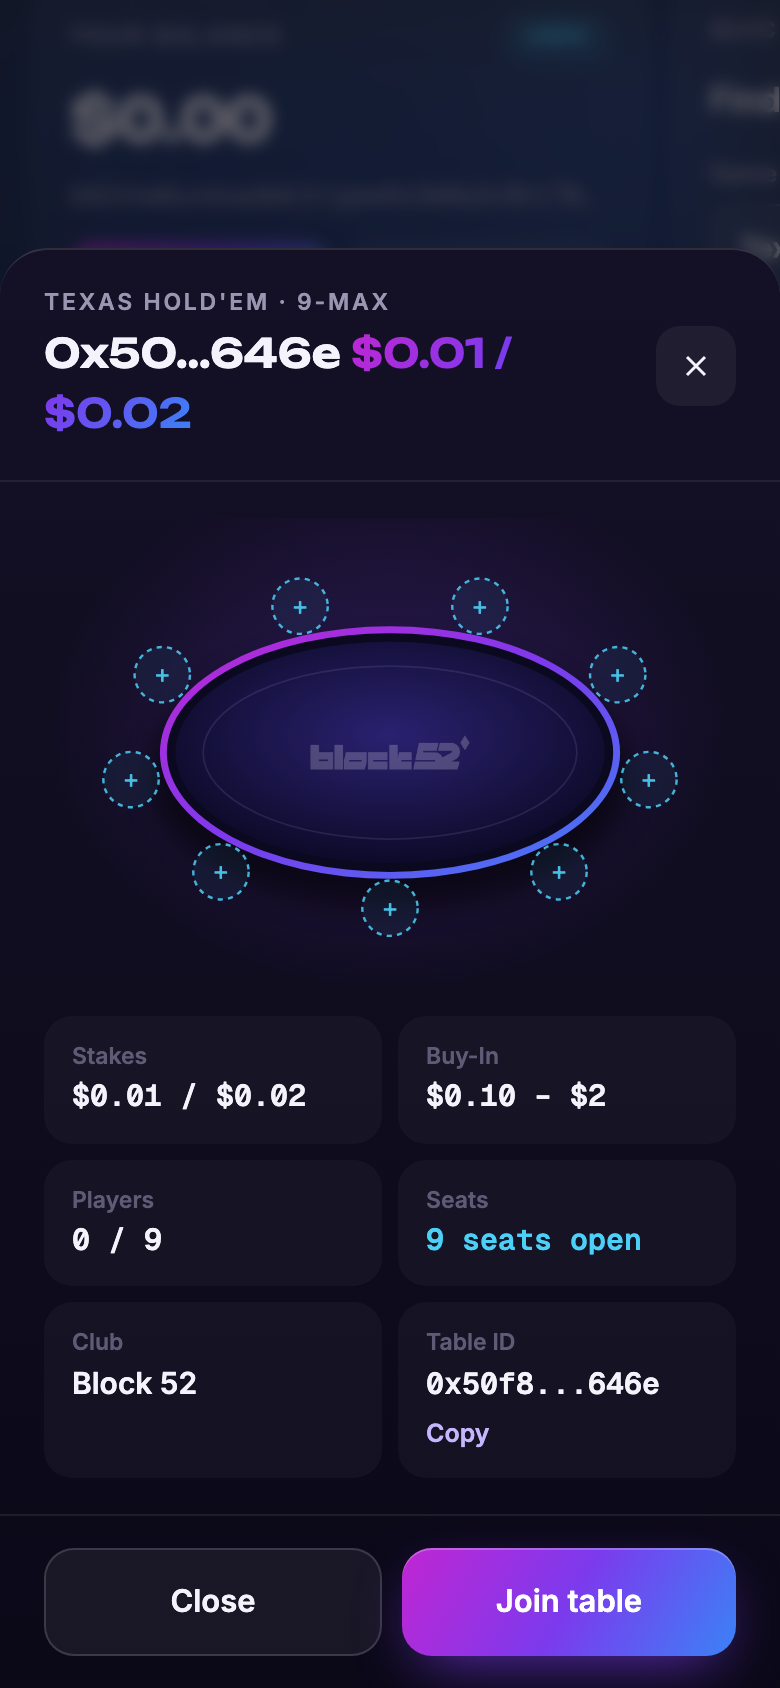 $0.00
TEXAS HOLD'EM · 9-MAX
0x50...646e $0.01 /
$0.02
+ +
+ +
+ +
+ +
+
block52
Stakes
$0.01 / $0.02
Buy-In
$0.10 – $2
Players
0 / 9
Seats
9 seats open
Club
Block 52
Table ID
0x50f8...646e
Copy
Close
Join table